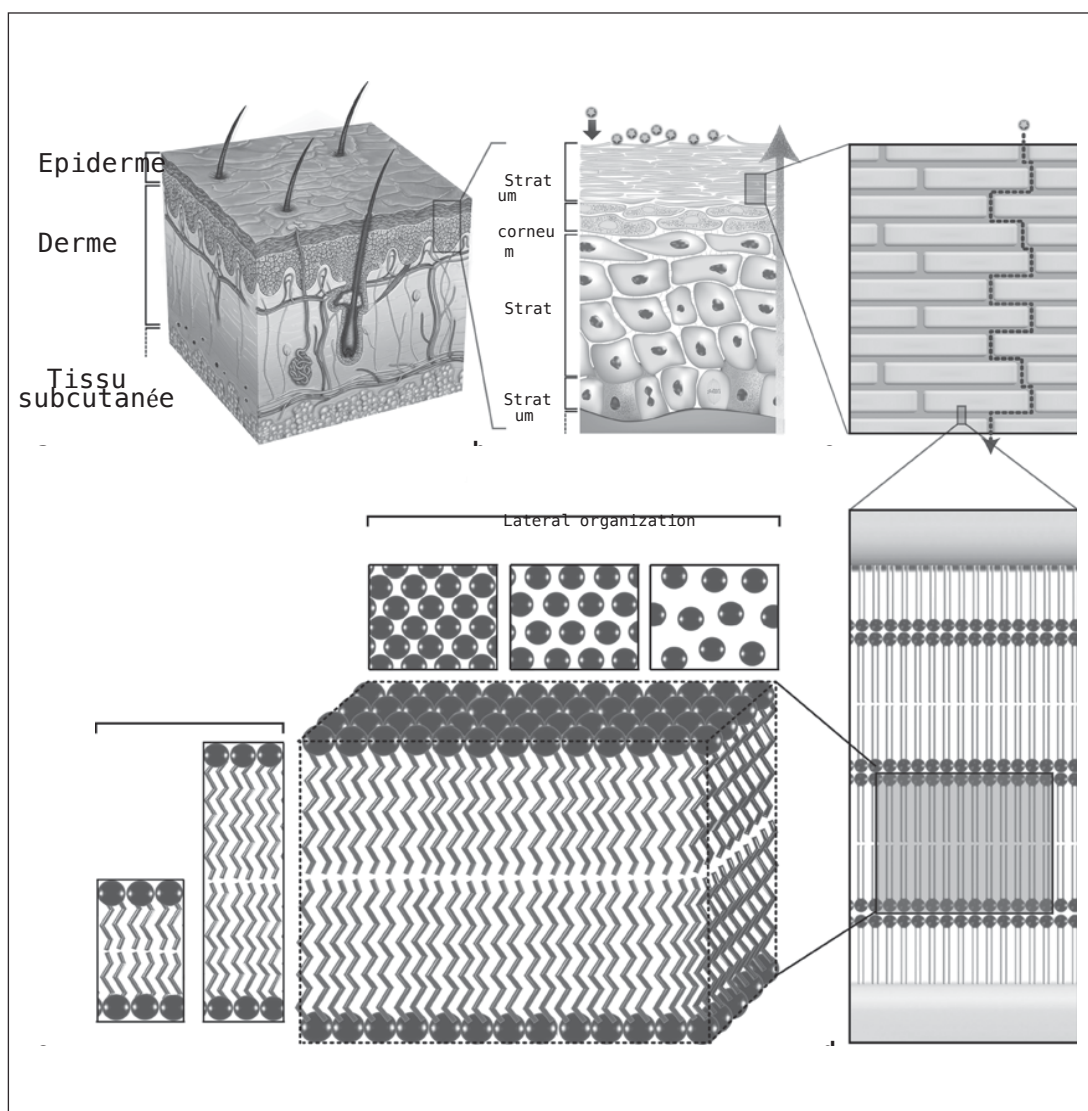 Epiderme
Derme
Tissu
subcutanée
Strat
um
corneu
m
Strat
Strat
um
Lateral organization